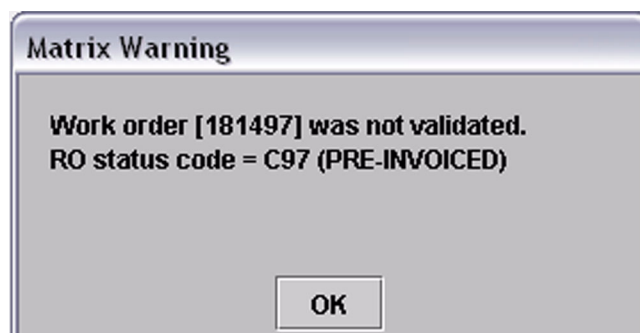 Matrix Warning
Work order [181497] was not validated.
RO status code = C97 (PRE-INVOICED)
OK